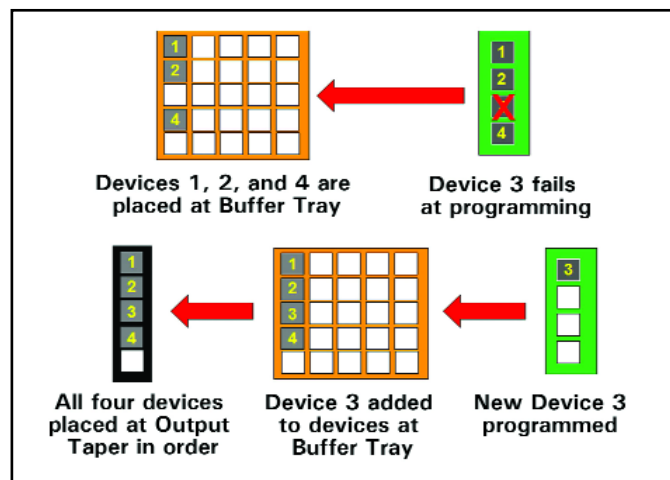 1
2
4
1
2
X
4
Devices 1, 2, and 4 are
placed at Buffer Tray
Device 3 fails
at programming
1
2
3
4
1
2
3
4
3
All four devices
placed at Output
Taper in order
Device 3 added
to devices at
Buffer Tray
New Device 3
programmed